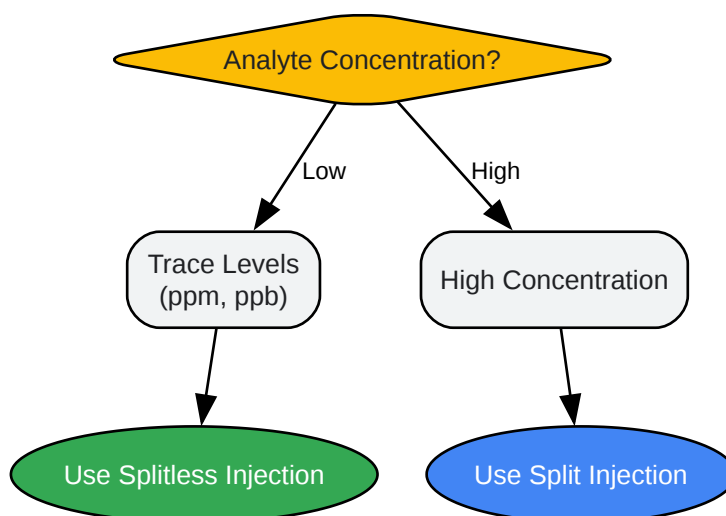 Analyte Concentration?
Low
High
Trace Levels
(ppm, ppb)
High Concentration
Use Splitless Injection
Use Split Injection